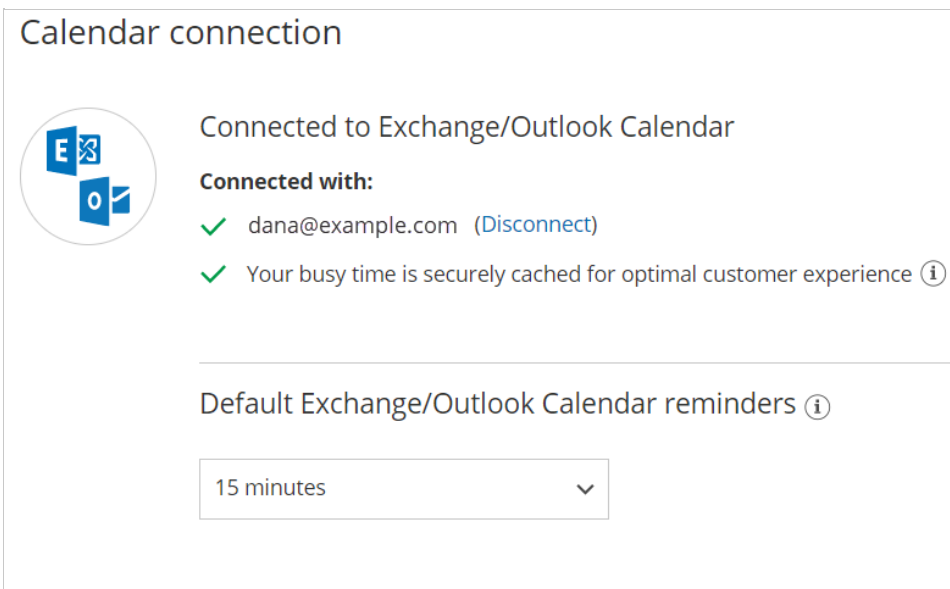 Calendar connection
Connected to Exchange/Outlook Calendar
Connected with:
dana@example.com (Disconnect)
Your busy time is securely cached for optimal customer experience i
Default Exchange/Outlook Calendar reminders i
15 minutes
E
O